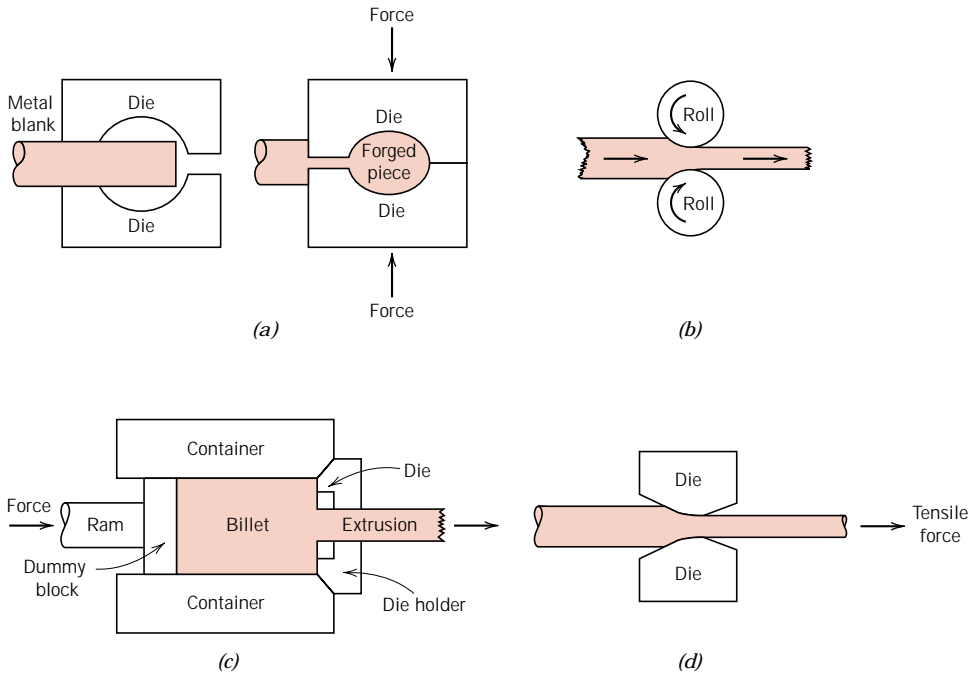 Force
Metal
blank
Die
Die
Die
Forged
piece
Die
Force
(a)
Roll
Roll
(b)
Container
Die
Force
Ram
Billet
Extrusion
Dummy
block
Container
Die holder
(c)
Die
Die
Tensile
force
(d)